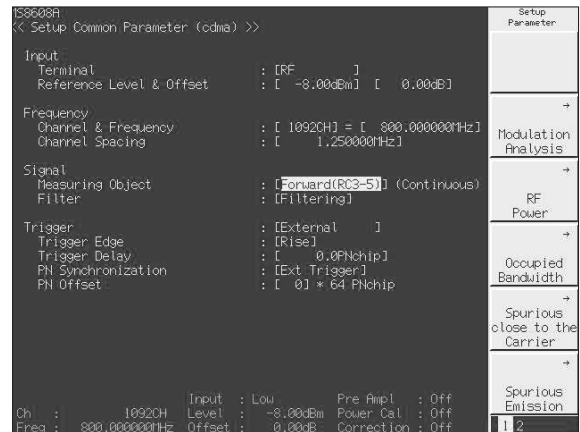 MS8608A
<< Setup Common Parameter (cdma) >>
Input
Terminal : [RF ]
Reference Level & Offset : [ -8.00dBm] [ 0.00dB]
Frequency
Channel & Frequency : [ 1092CH] = [ 800.000000MHz]
Channel Spacing : [ 1.250000MHz]
Signal
Measuring Object : [Forward(RC3-5)] (Continuous)
Filter : [Filtering]
Trigger : [External ]
Trigger Edge : [Rise]
Trigger Delay : [ 0.0PNchip]
PN Synchronization : [Ext Trigger]
PN Offset : [ 0] * 64 PNchip
Input : Low Pre Ampl : Off
Ch : 1092CH Level : -8.00dBm Power Cal : Off
Freq : 800.000000MHz Offset : 0.00dB Correction : Off
Setup
Parameter
→
Modulation
Analysis
→
RF
Power
→
Occupied
Bandwidth
→
Spurious
close to the
Carrier
→
Spurious
Emission
1 2